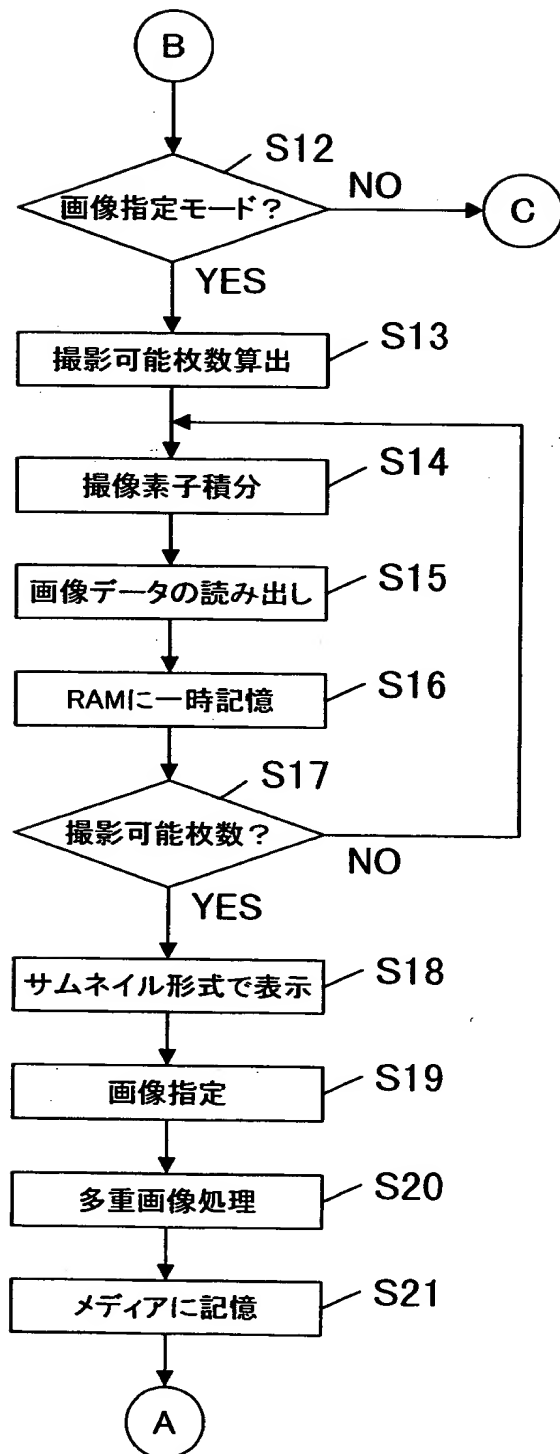 B
S12
画像指定モード?
NO
C
YES
S13
撮影可能枚数算出
S14
撮像素子積分
S15
画像データの読み出し
S16
RAMに一時記憶
S17
撮影可能枚数?
NO
YES
S18
サムネイル形式で表示
S19
画像指定
S20
多重画像処理
S21
メディアに記憶
A